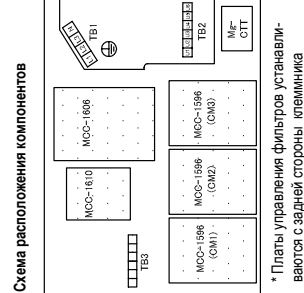 Схема расположения компонентов
TB1
TB2
Mg-
CTT
MCC-1606
MCC-1610
TB3
MCC-1596
(CM1)
MCC-1596
(CM2)
MCC-1596
(CM3)
* Платы управления фильтров устанавли-
ваются с задней стороны клеммника